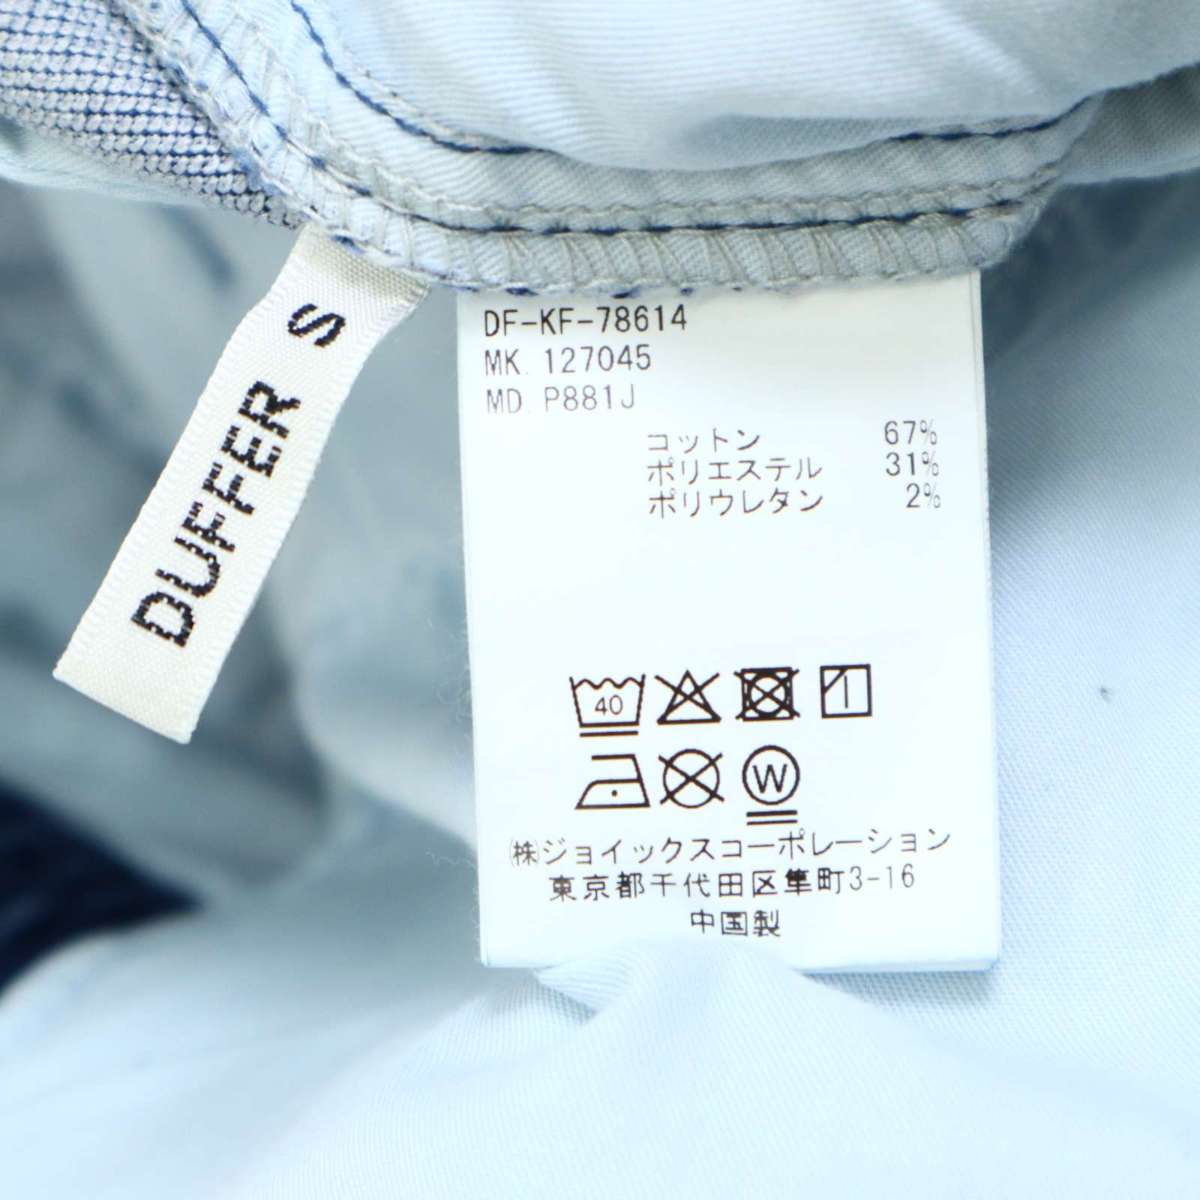 DUFFER S
DF-KF-78614
MK. 127045
MD. P881J
コットン 67%
ポリエステル 31%
ポリウレタン 2%
40
W
㈱ジョイックスコーポレーション
東京都千代田区隼町3-16
中国製